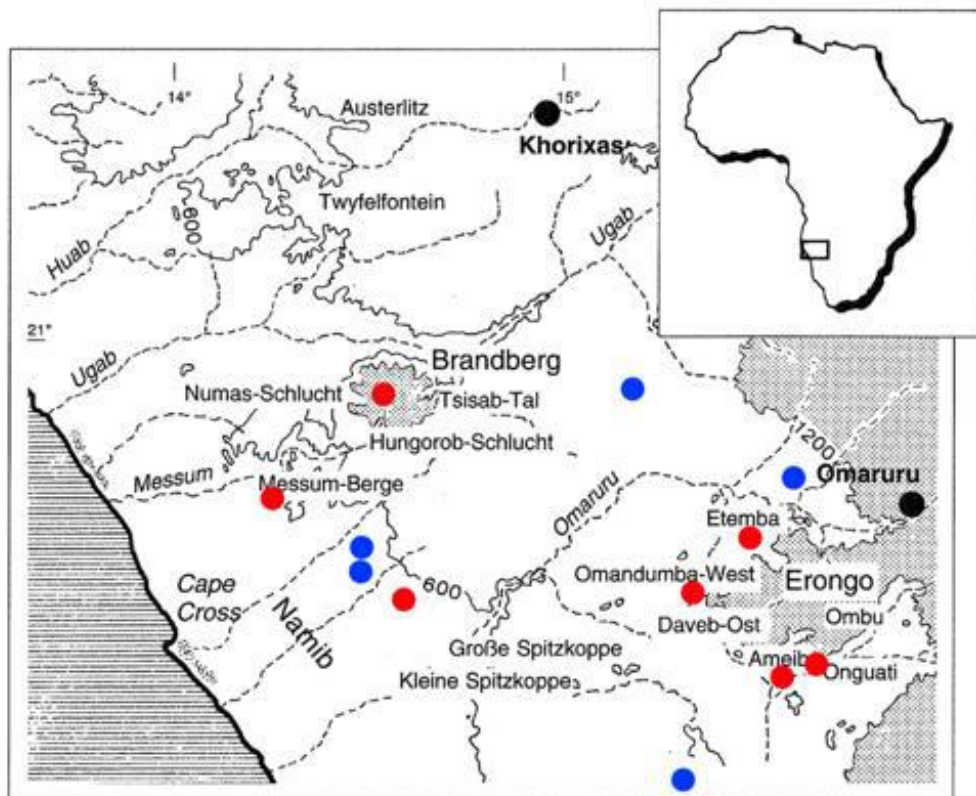 14°
15°
Austerlitz
Khorixas
Twyfelfontein
600
Huab
Ugab
21°
Ugab
Brandberg
Numas-Schlucht
Tsisab-Tal
Hungorob-Schlucht
1200
Messum
Messum-Berge
Omaruru
Omaruru
Etemba
Cape
Cross
Namib
600
Omandumba-West
Erongo
Daveb-Ost
Ombu
Große Spitzkoppe
Ameib
Onguati
Kleine Spitzkoppe